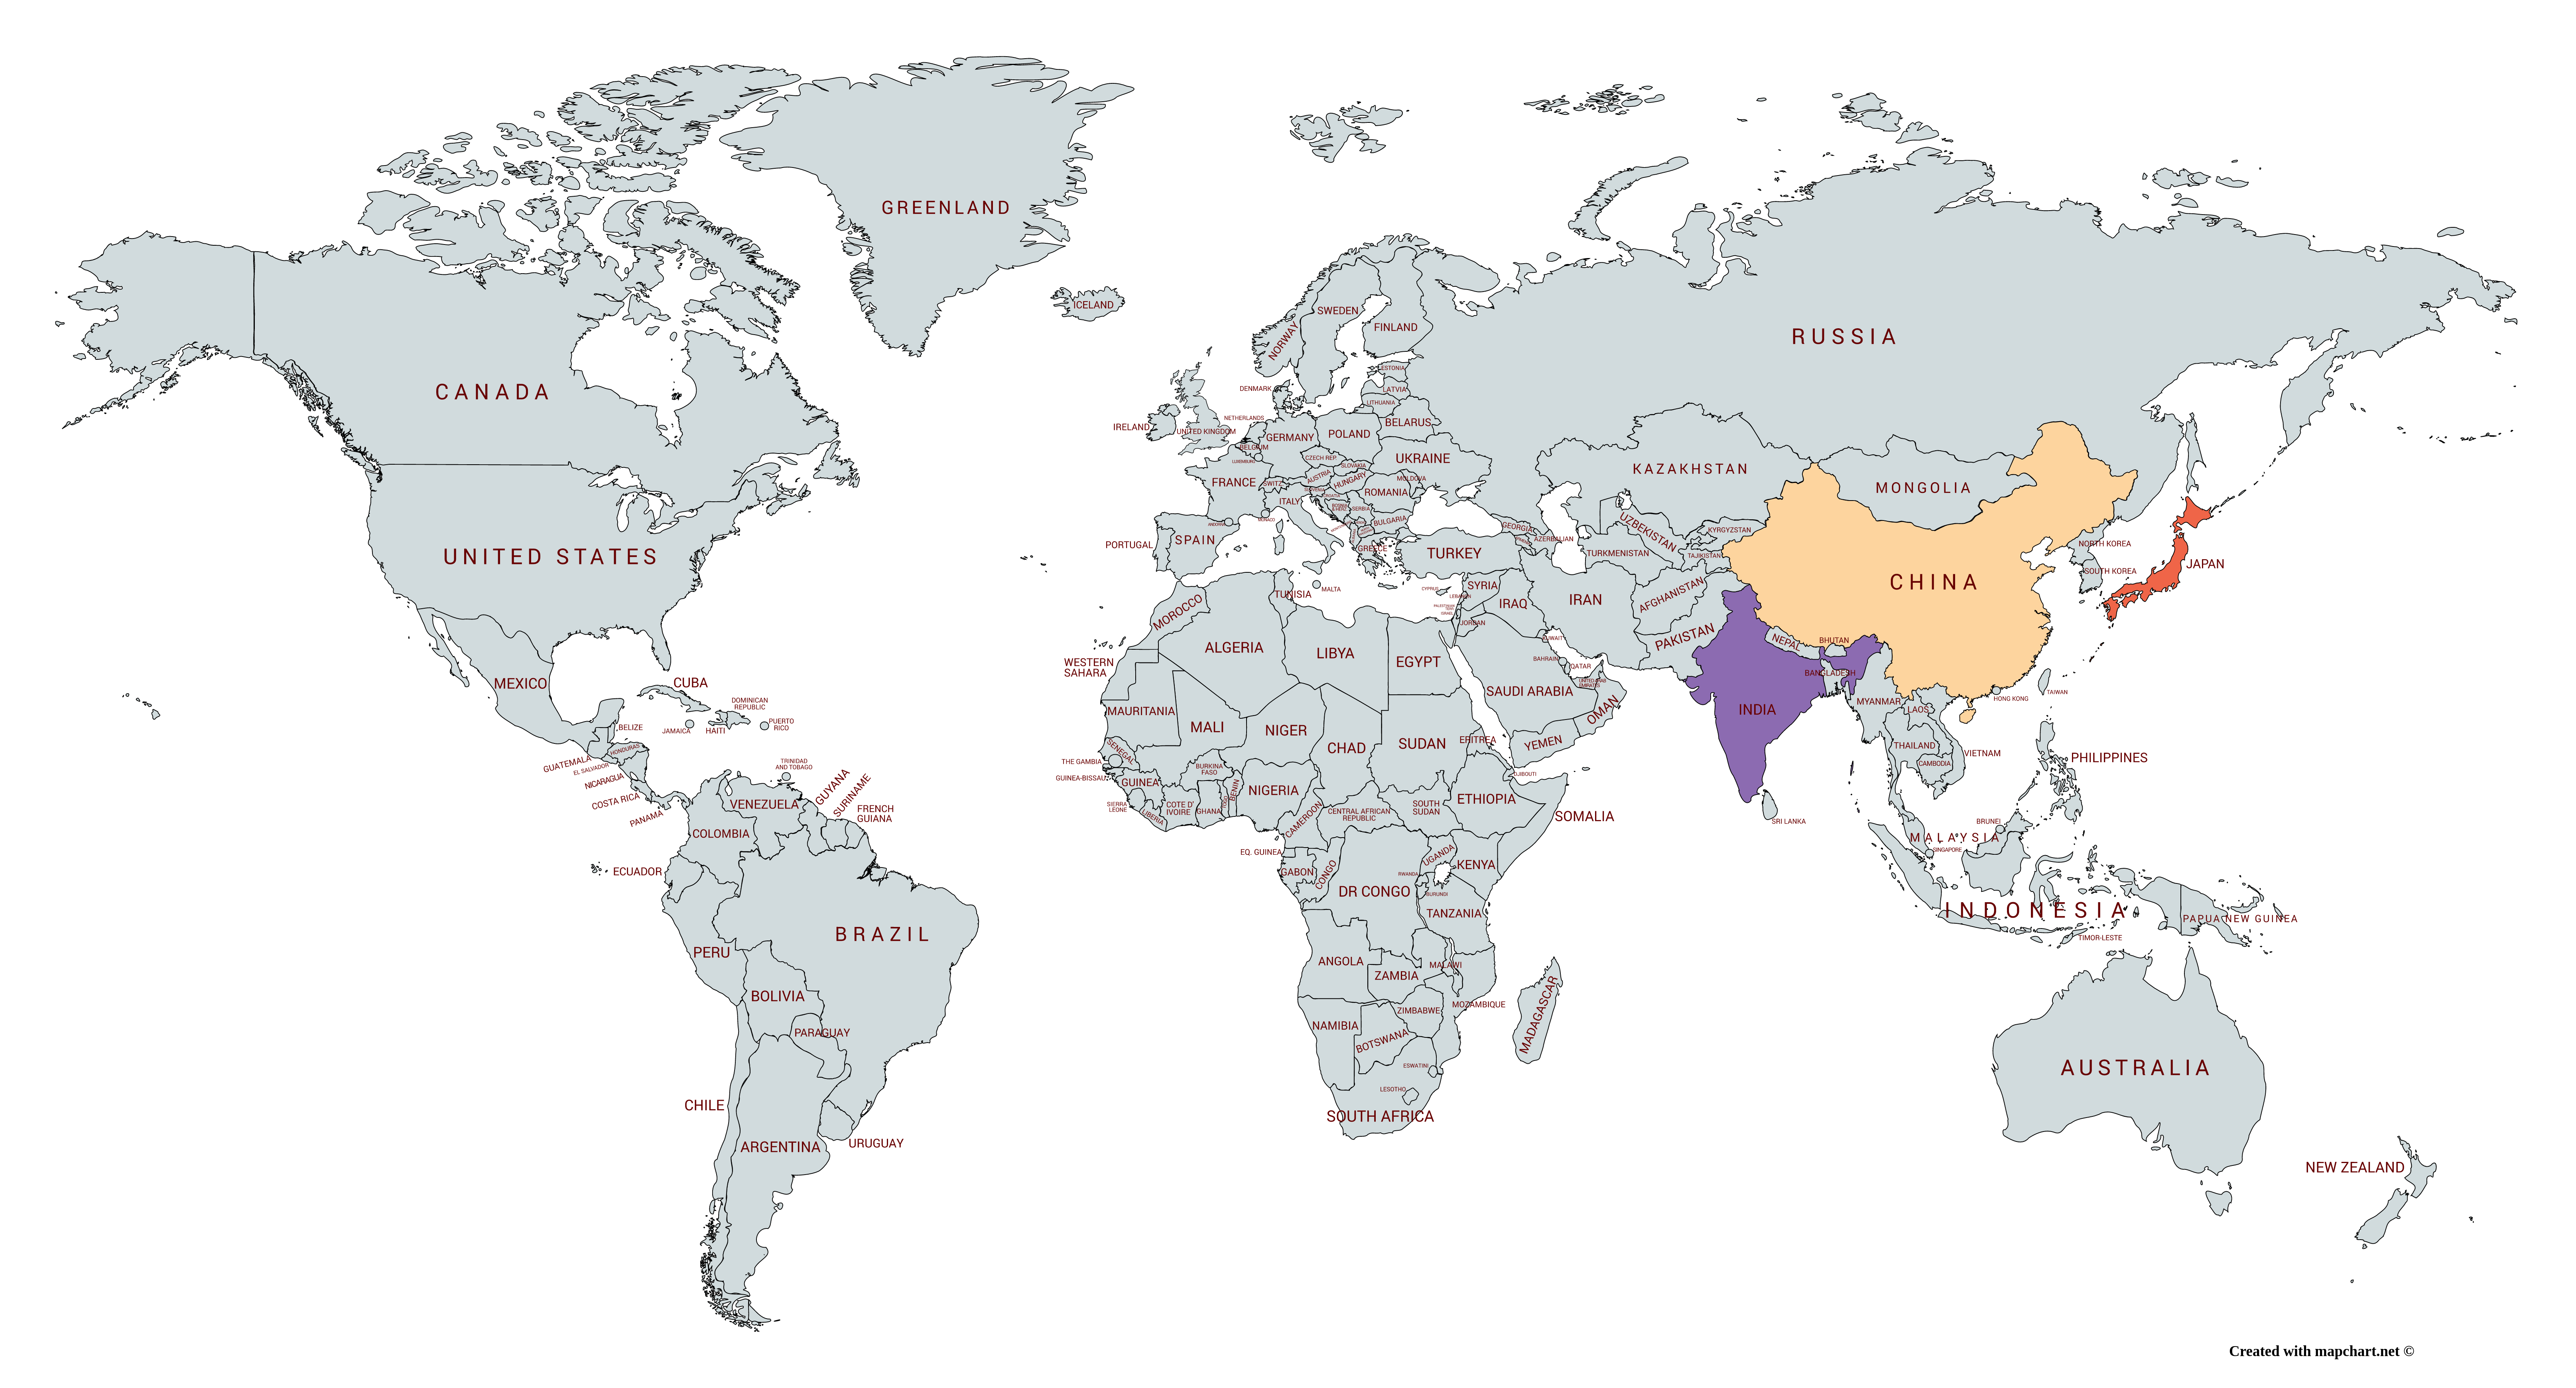 GREENLAND
ICELAND
CANADA
UNITED STATES
MEXICO
CUBA
DOMINICAN
REPUBLIC
PUERTO
RICO
JAMAICA
HAITI
BELIZE
GUATEMALA
HONDURAS
EL SALVADOR
NICARAGUA
COSTA RICA
PANAMA
TRINIDAD
AND TOBAGO
VENEZUELA
GUYANA
SURINAME
FRENCH
GUIANA
COLOMBIA
ECUADOR
BRAZIL
PERU
BOLIVIA
PARAGUAY
CHILE
ARGENTINA
URUGUAY
NORWAY
SWEDEN
FINLAND
ESTONIA
LATVIA
LITHUANIA
DENMARK
NETHERLANDS
IRELAND
UNITED KINGDOM
BELGIUM
LUXEMBURG
GERMANY
POLAND
BELARUS
UKRAINE
CZECH REP.
SLOVAKIA
AUSTRIA
HUNGARY
MOLDOVA
FRANCE
SWITZ.
ROMANIA
ITALY
SERBIA
BULGARIA
MONACO
ANDORRA
PORTUGAL
SPAIN
GREECE
TURKEY
MALTA
CYPRUS
RUSSIA
KAZAKHSTAN
MONGOLIA
GEORGIA
AZERBAIJAN
UZBEKISTAN
TURKMENISTAN
KYRGYZSTAN
TAJIKISTAN
CHINA
NORTH KOREA
SOUTH KOREA
JAPAN
SYRIA
LEBANON
ISRAEL
JORDAN
IRAQ
IRAN
AFGHANISTAN
PAKISTAN
KUWAIT
BAHRAIN
QATAR
UNITED ARAB
EMIRATES
SAUDI ARABIA
OMAN
YEMEN
NEPAL
BHUTAN
BANGLADESH
INDIA
SRI LANKA
MYANMAR
LAOS
THAILAND
VIETNAM
CAMBODIA
HONG KONG
TAIWAN
PHILIPPINES
BRUNEI
MALAYSIA
SINGAPORE
INDONESIA
TIMOR-LESTE
PAPUA NEW GUINEA
AUSTRALIA
NEW ZEALAND
MOROCCO
TUNISIA
ALGERIA
LIBYA
EGYPT
WESTERN
SAHARA
MAURITANIA
MALI
NIGER
CHAD
SUDAN
ERITREA
DJIBOUTI
SENEGAL
THE GAMBIA
GUINEA-BISSAU
GUINEA
SIERRA
LEONE
LIBERIA
COTE D'
IVOIRE
BURKINA
FASO
GHANA
TOGO
BENIN
NIGERIA
CAMEROON
CENTRAL AFRICAN
REPUBLIC
SOUTH
SUDAN
ETHIOPIA
SOMALIA
EQ. GUINEA
GABON
CONGO
DR CONGO
UGANDA
KENYA
RWANDA
BURUNDI
TANZANIA
ANGOLA
ZAMBIA
MALAWI
MOZAMBIQUE
ZIMBABWE
NAMIBIA
BOTSWANA
MADAGASCAR
ESWATINI
LESOTHO
SOUTH AFRICA
Created with mapchart.net ©